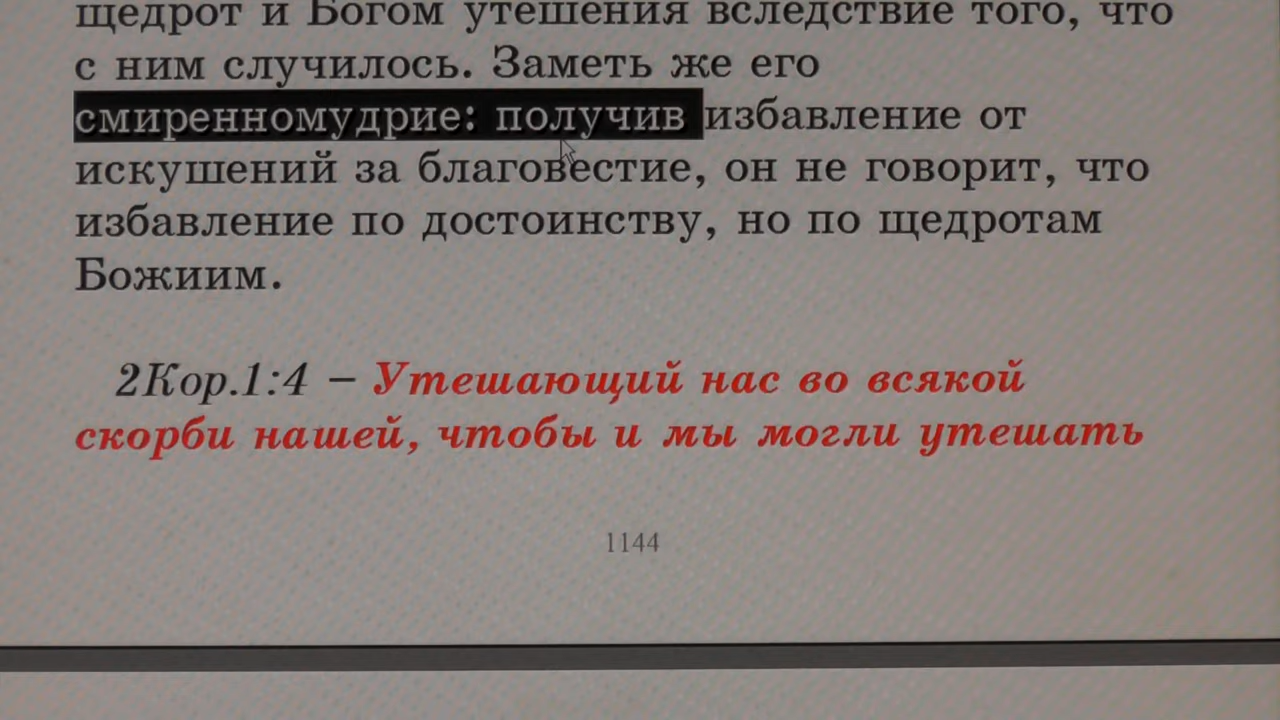 щедрот и Богом утешения вследствие того, что
с ним случилось. Заметь же его
смиренномудрие: получив избавление от
искушений за благовестие, он не говорит, что
избавление по достоинству, но по щедротам
Божиим.
2Кор.1:4 – Утешающий нас во всякой
скорби нашей, чтобы и мы могли утешать
1144